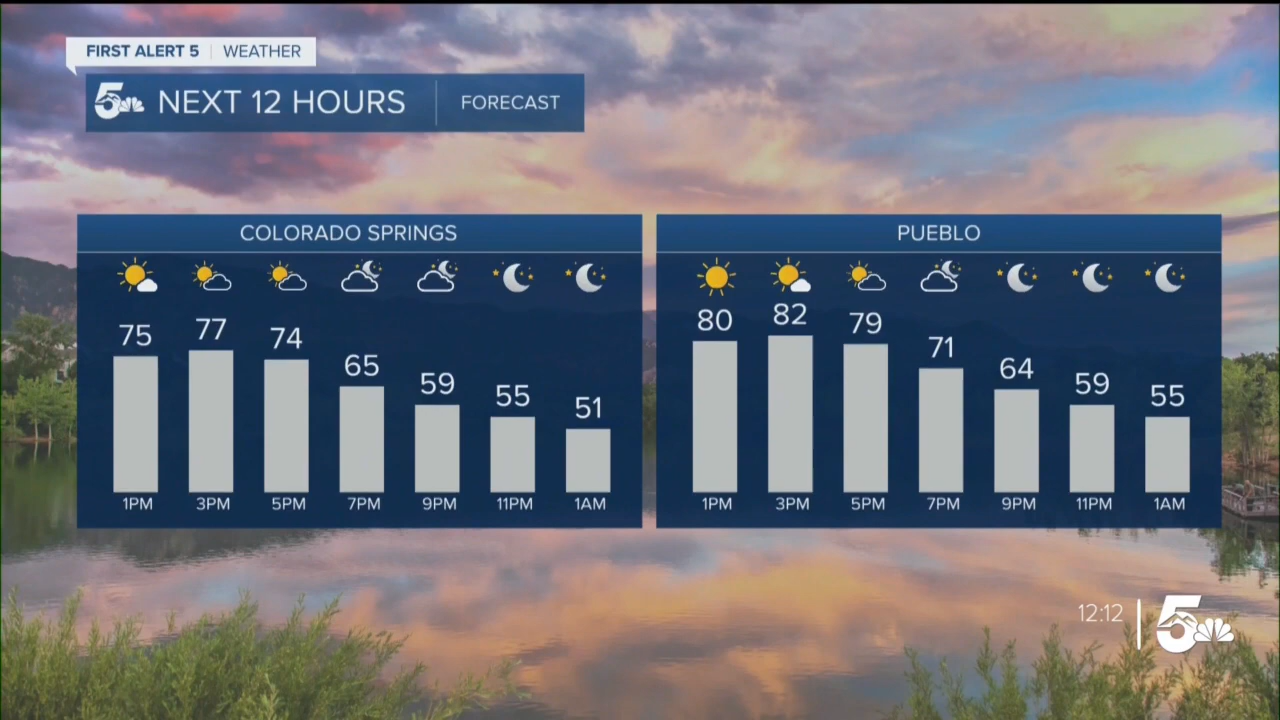 FIRST ALERT 5 | WEATHER
5 NEXT 12 HOURS | FORECAST
COLORADO SPRINGS
75 77 74 65 59 55 51
1PM 3PM 5PM 7PM 9PM 11PM 1AM
PUEBLO
80 82 79 71 64 59 55
1PM 3PM 5PM 7PM 9PM 11PM 1AM
12:12 | 5